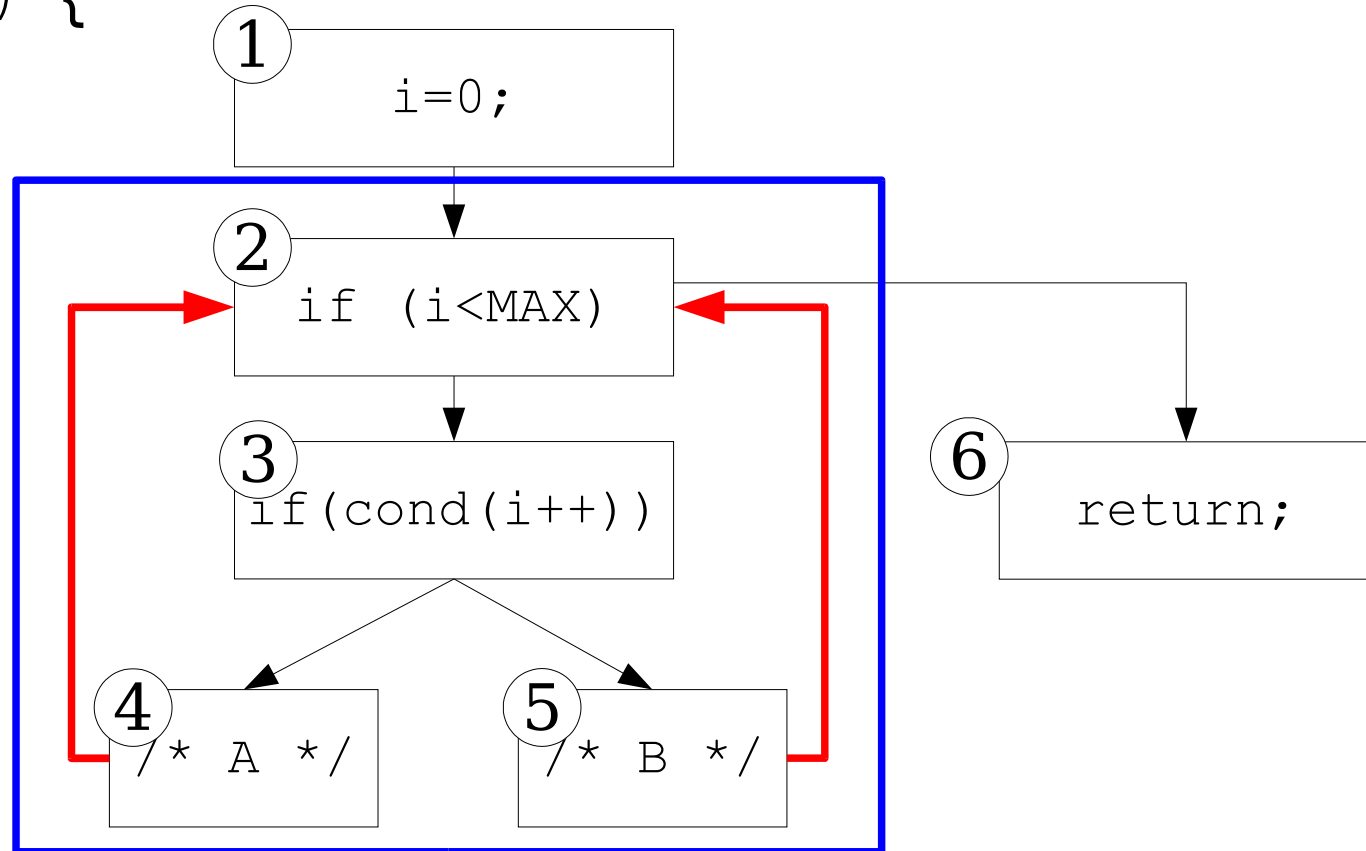 ) {
1
i=0;
2
if (i<MAX)
3
if(cond(i++))
6
return;
4
/* A */
5
/* B */